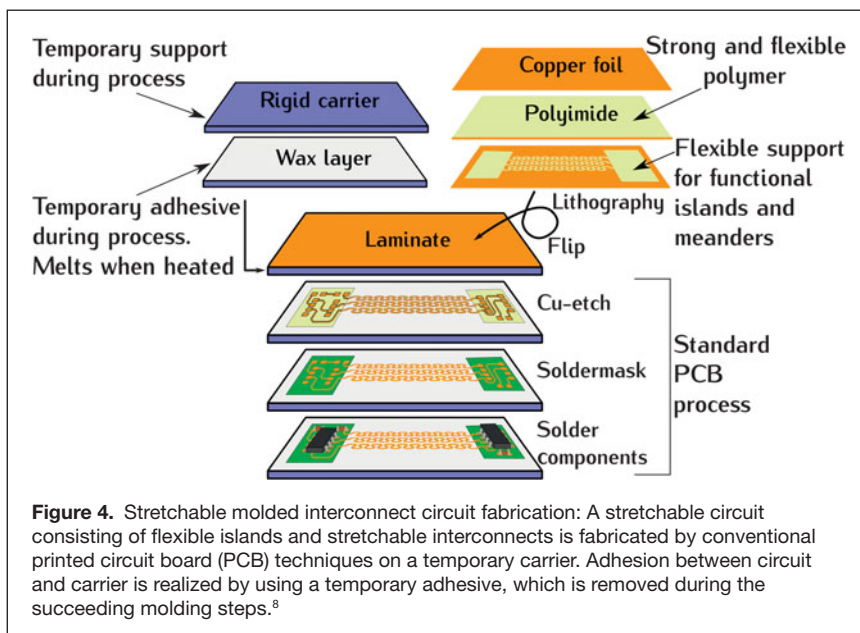 Temporary support
during process
Rigid carrier
Wax layer
Temporary adhesive
during process.
Melts when heated
Copper foil
Strong and flexible
polymer
Polyimide
Flexible support
for functional
islands and
meanders
Lithography
Flip
Laminate
Cu-etch
Soldermask
Solder
components
Standard
PCB
process
Figure 4. Stretchable molded interconnect circuit fabrication: A stretchable circuit
consisting of flexible islands and stretchable interconnects is fabricated by conventional
printed circuit board (PCB) techniques on a temporary carrier. Adhesion between circuit
and carrier is realized by using a temporary adhesive, which is removed during the
succeeding molding steps.⁸